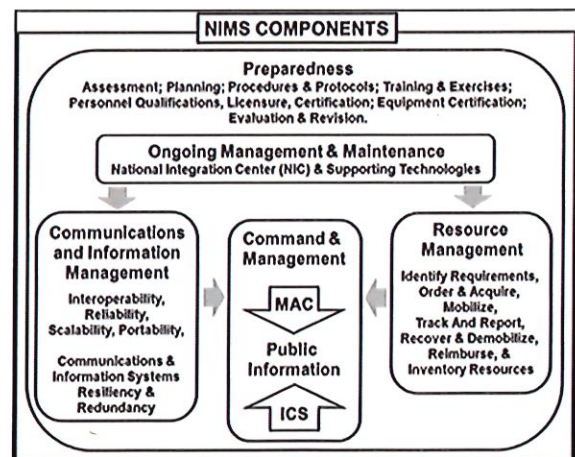 NIMS COMPONENTS
Preparedness
Assessment; Planning; Procedures & Protocols; Training & Exercises;
Personnel Qualifications, Licensure, Certification; Equipment Certification;
Evaluation & Revision.
Ongoing Management & Maintenance
National Integration Center (NIC) & Supporting Technologies
Communications
and Information
Management
Interoperability,
Reliability,
Scalability, Portability,
Communications &
Information Systems
Resiliency &
Redundancy
Command &
Management
MAC
Public
Information
ICS
Resource
Management
Identify Requirements,
Order & Acquire,
Mobilize,
Track And Report,
Recover & Demobilize,
Reimburse, &
Inventory Resources